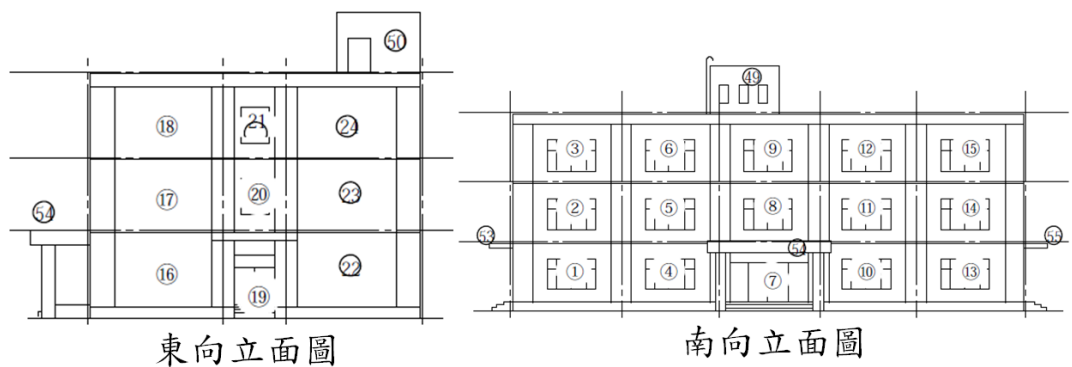 ㊿
⑱ ㉑ ㉔
⑰ ⑳ ㉓
54
⑯ ⑲ ㉒
東向立面圖
㊾
③ ⑥ ⑨ ⑫ ⑮
② ⑤ ⑧ ⑪ ⑭
53 54 55
① ④ ⑦ ⑩ ⑬
南向立面圖